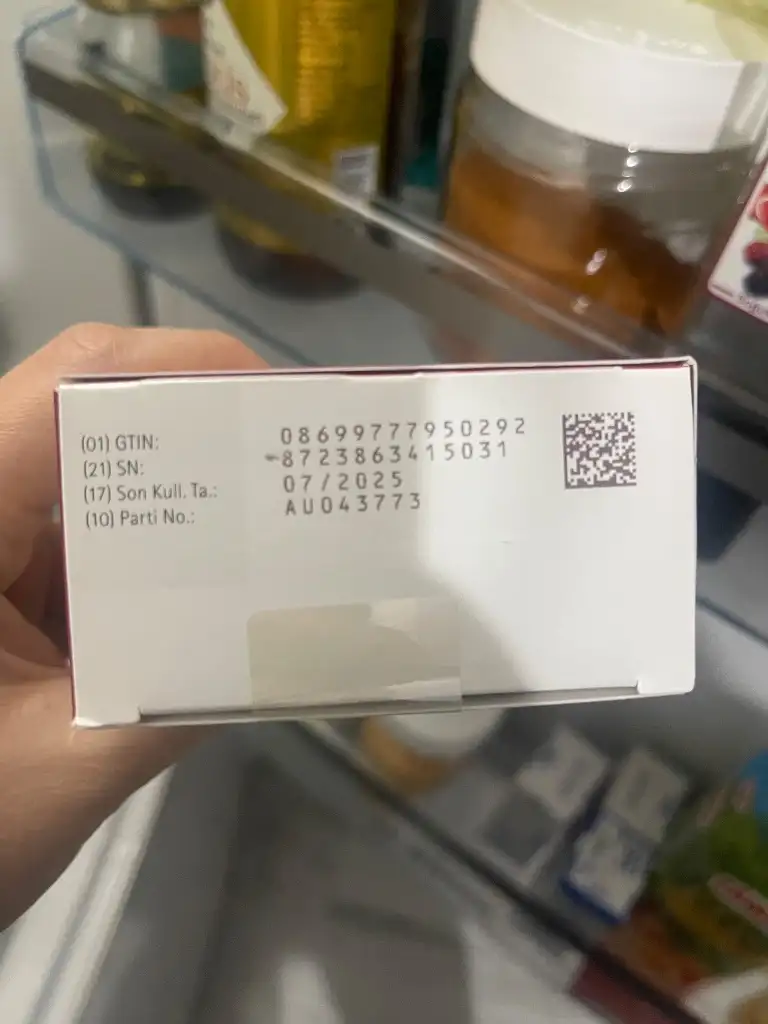 (01) GTIN: 08699777950292
(21) SN: 8723863415031
(17) Son Kull. Ta.: 07/2025
(10) Parti No.: AU043773